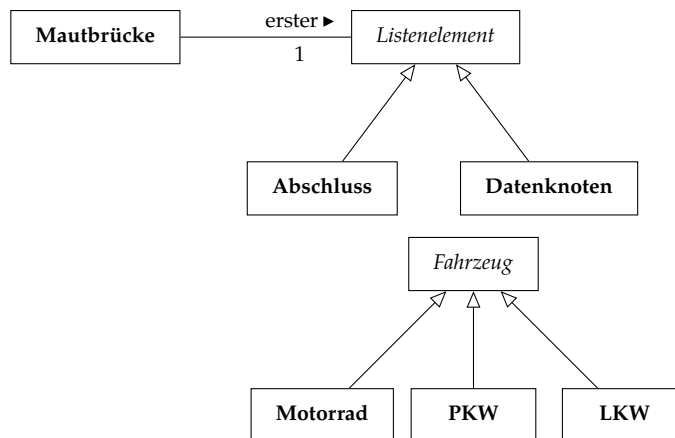 erster ►
Mautbrücke
Listenelement
1
Abschluss
Datenknoten
Fahrzeug
Motorrad
PKW
LKW